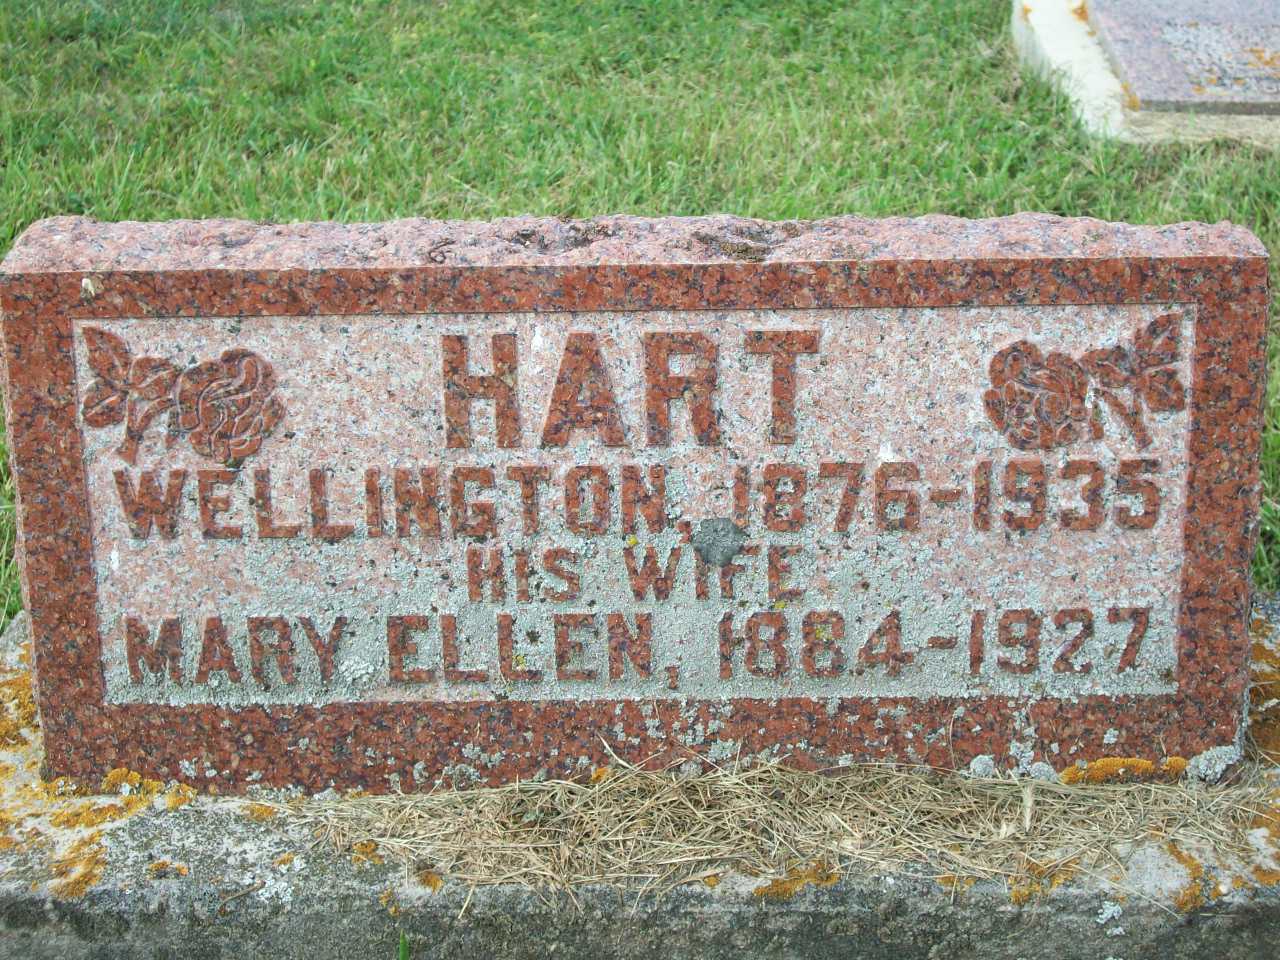 HART
WELLINGTON, 1876-1935
HIS WIFE
MARY ELLEN, 1884-1927